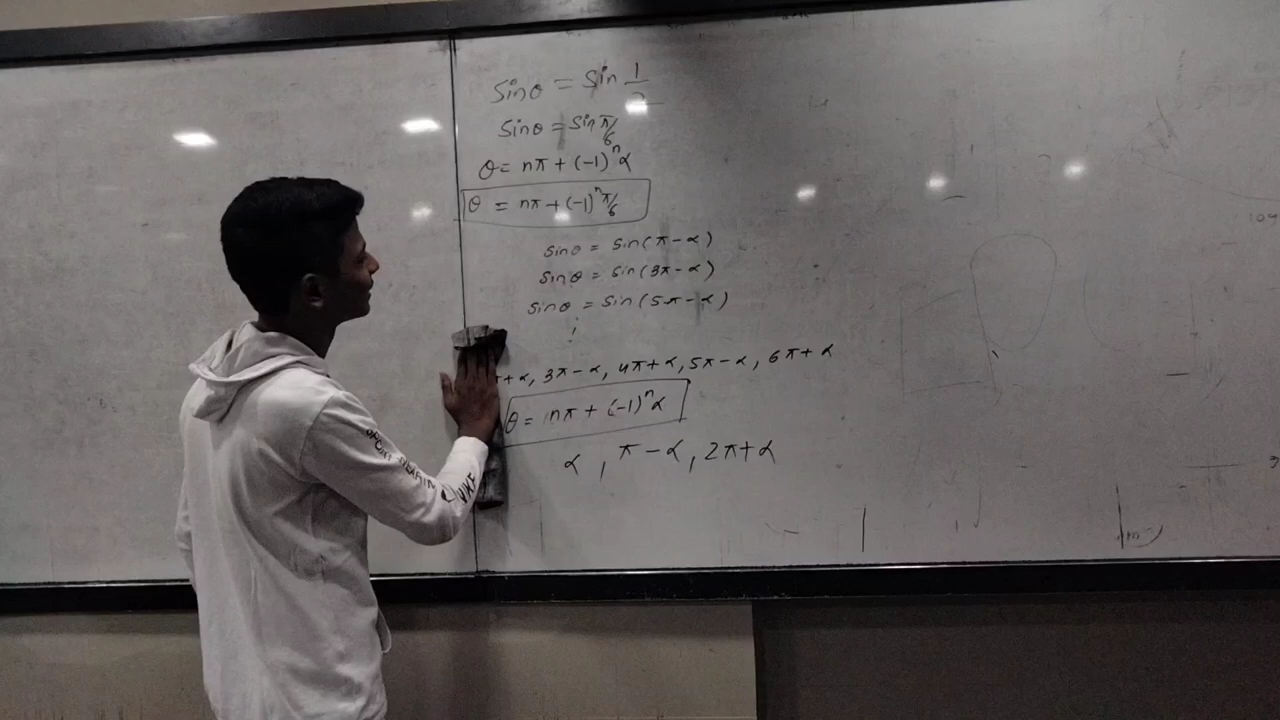 sinθ = sin 1/
sinθ = sin π/6
θ = nπ + (-1)ⁿα
θ = nπ + (-1)ⁿ π/6
sinθ = sin(π-α)
sinθ = sin(3π-α)
sinθ = sin(5π-α)
+α, 3π-α, 4π+α, 5π-α, 6π+α
θ = nπ + (-1)ⁿα
α, π-α, 2π+α